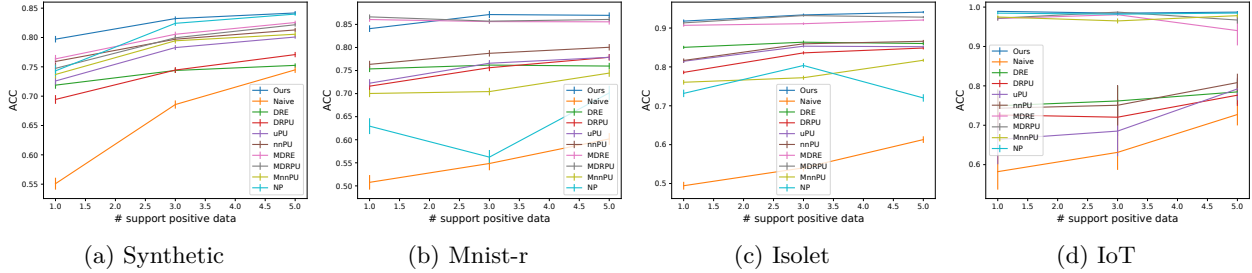 0.85
0.80
0.75
0.70
0.65
0.60
0.55
ACC
1.0 1.5 2.0 2.5 3.0 3.5 4.0 4.5 5.0
# support positive data
Ours
Naive
DRE
DRPU
uPU
nnPU
MDRE
MDRPU
MnnPU
NP
(a) Synthetic
0.85
0.80
0.75
0.70
0.65
0.60
0.55
0.50
ACC
1.0 1.5 2.0 2.5 3.0 3.5 4.0 4.5 5.0
# support positive data
Ours
Naive
DRE
DRPU
uPU
nnPU
MDRE
MDRPU
MnnPU
NP
(b) Mnist-r
0.9
0.8
0.7
0.6
0.5
ACC
1.0 1.5 2.0 2.5 3.0 3.5 4.0 4.5 5.0
# support positive data
Ours
Naive
DRE
DRPU
uPU
nnPU
MDRE
MDRPU
MnnPU
NP
(c) Isolet
1.0
0.9
0.8
0.7
0.6
ACC
1.0 1.5 2.0 2.5 3.0 3.5 4.0 4.5 5.0
# support positive data
Ours
Naive
DRE
DRPU
uPU
nnPU
MDRE
MDRPU
MnnPU
NP
(d) IoT